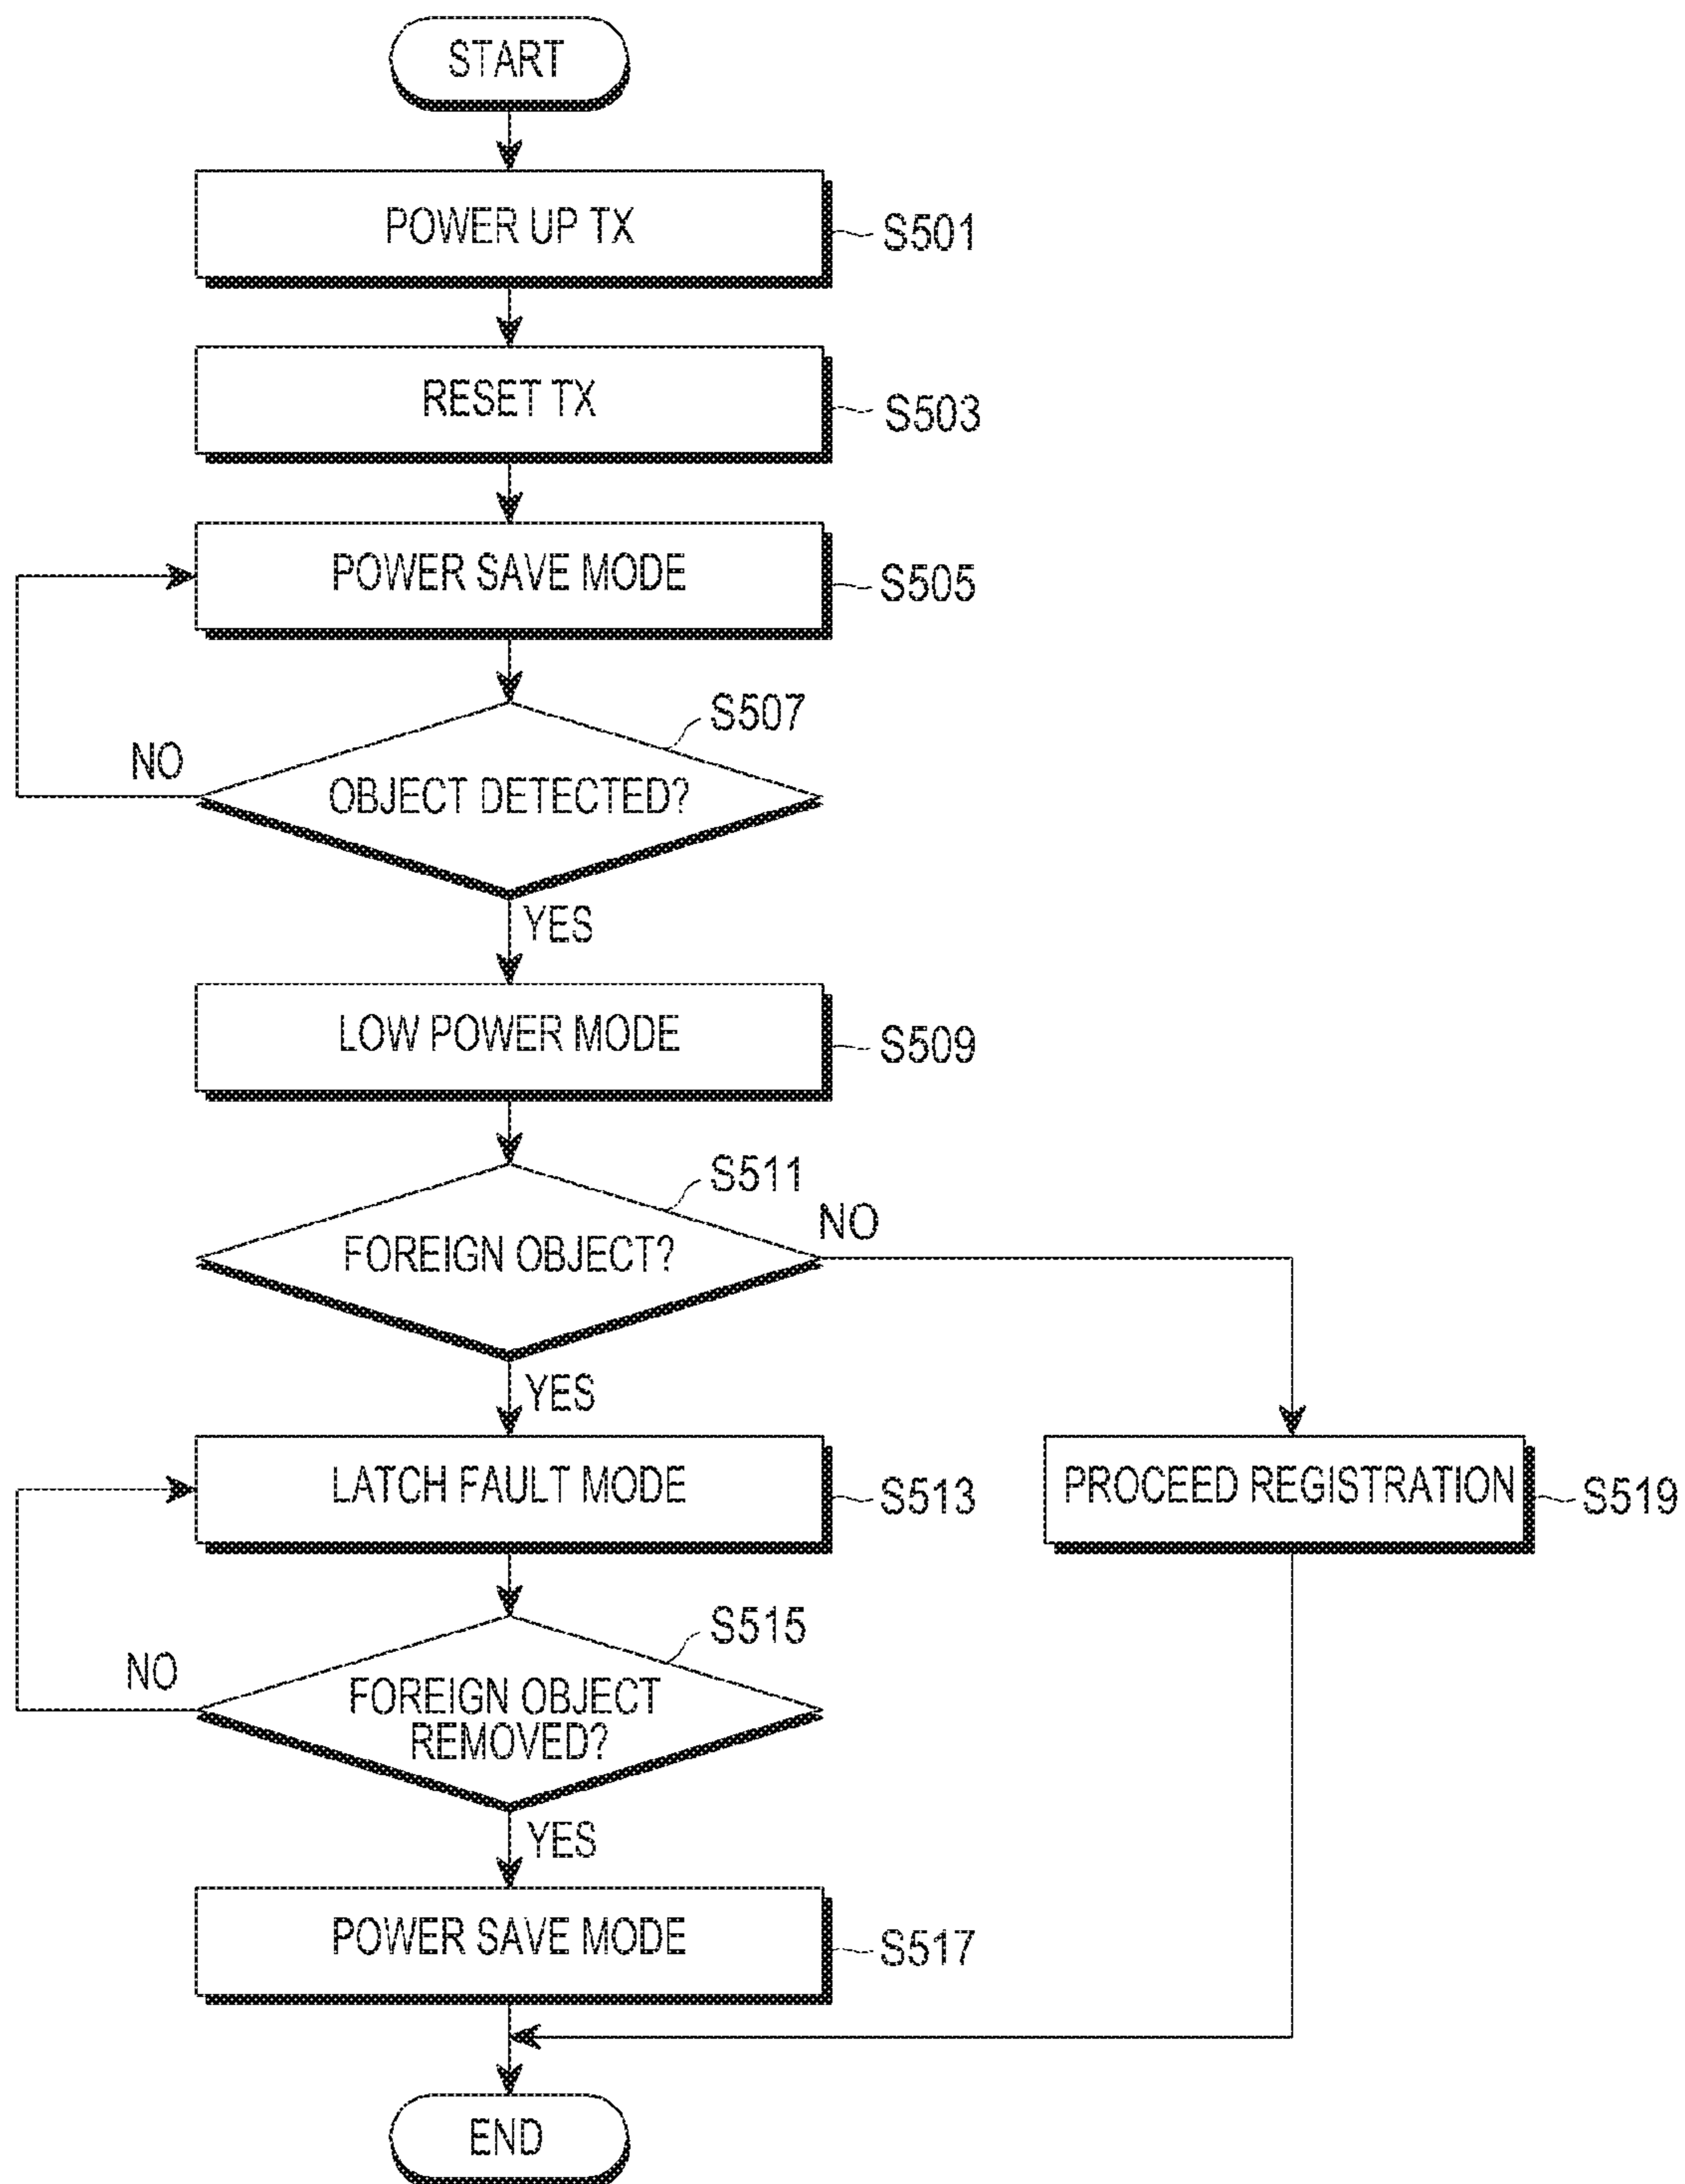 START
POWER UP TX
S501
RESET TX
S503
POWER SAVE MODE
S505
S507
NO
OBJECT DETECTED?
YES
LOW POWER MODE
S509
S511
NO
FOREIGN OBJECT?
YES
LATCH FAULT MODE
S513
PROCEED REGISTRATION
S519
S515
NO
FOREIGN OBJECT
REMOVED?
YES
POWER SAVE MODE
S517
END